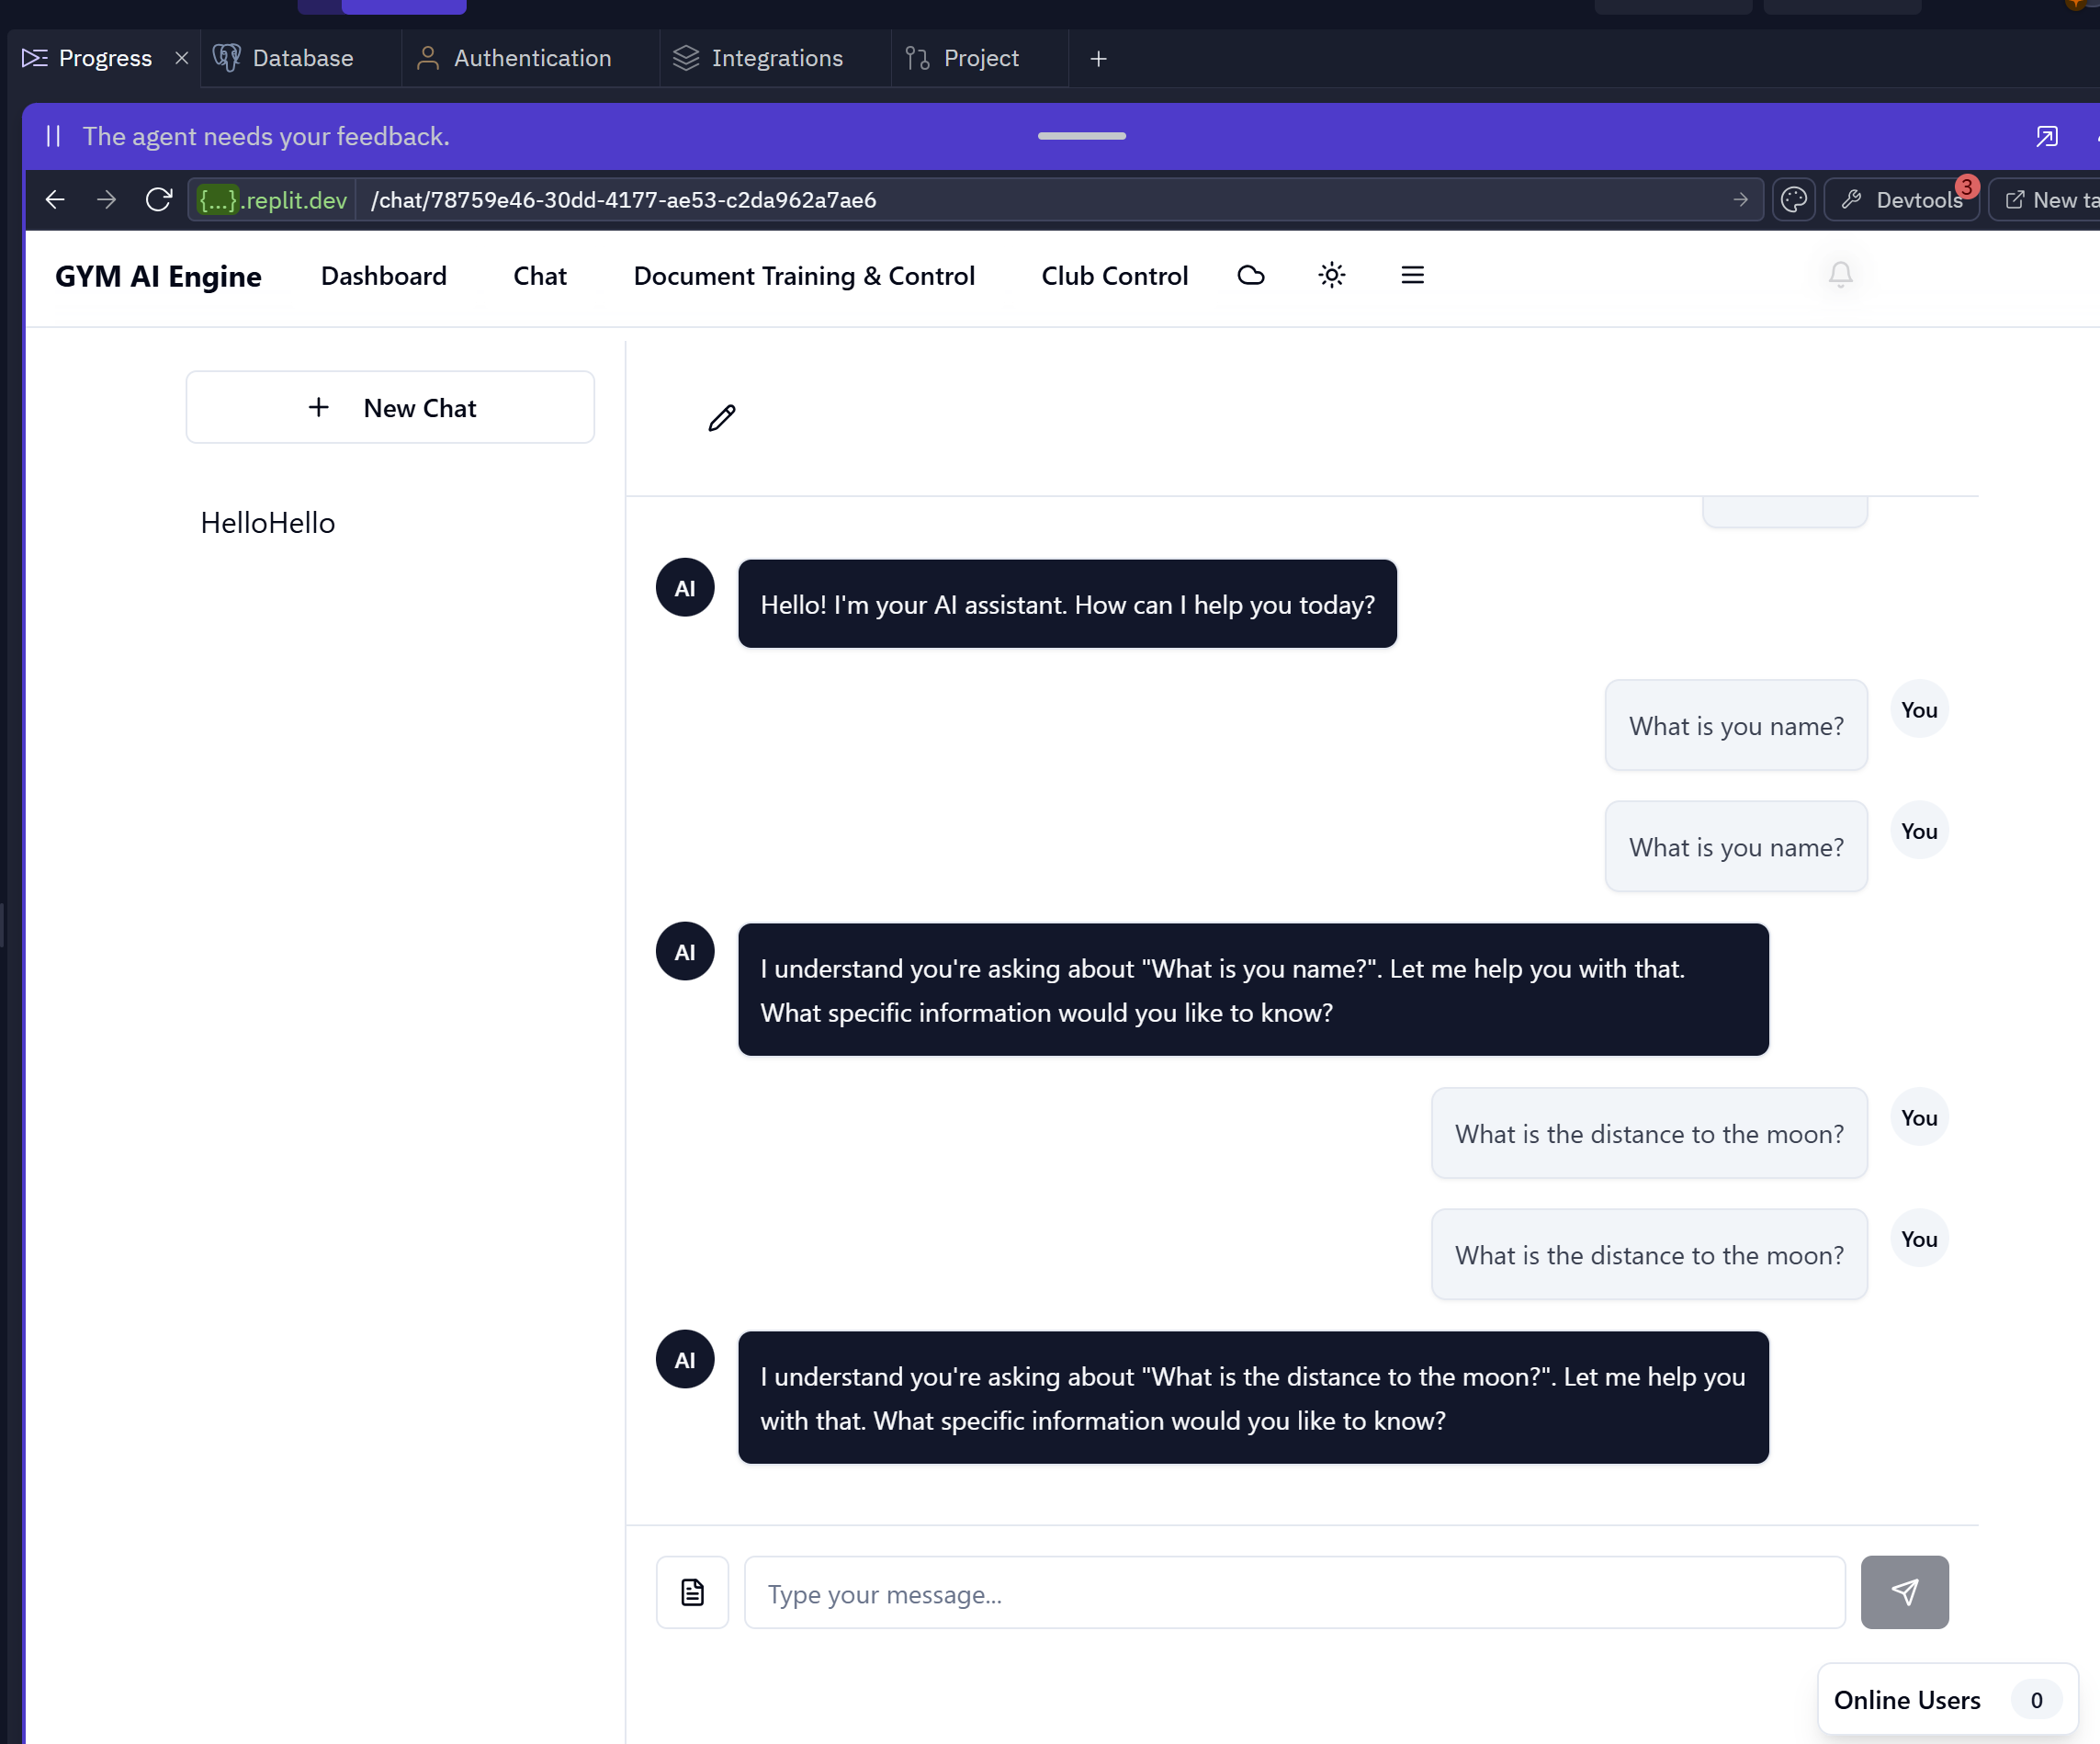 Progress
Database
Authentication
Integrations
Project
The agent needs your feedback.
{...}.replit.dev
/chat/78759e46-30dd-4177-ae53-c2da962a7ae6
Devtools
3
New
GYM AI Engine
Dashboard
Chat
Document Training & Control
Club Control
New Chat
HelloHello
AI
Hello! I'm your AI assistant. How can I help you today?
What is you name?
You
What is you name?
You
AI
I understand you're asking about "What is you name?". Let me help you with that.
What specific information would you like to know?
What is the distance to the moon?
You
What is the distance to the moon?
You
AI
I understand you're asking about "What is the distance to the moon?". Let me help you
with that. What specific information would you like to know?
Type your message...
Online Users
0